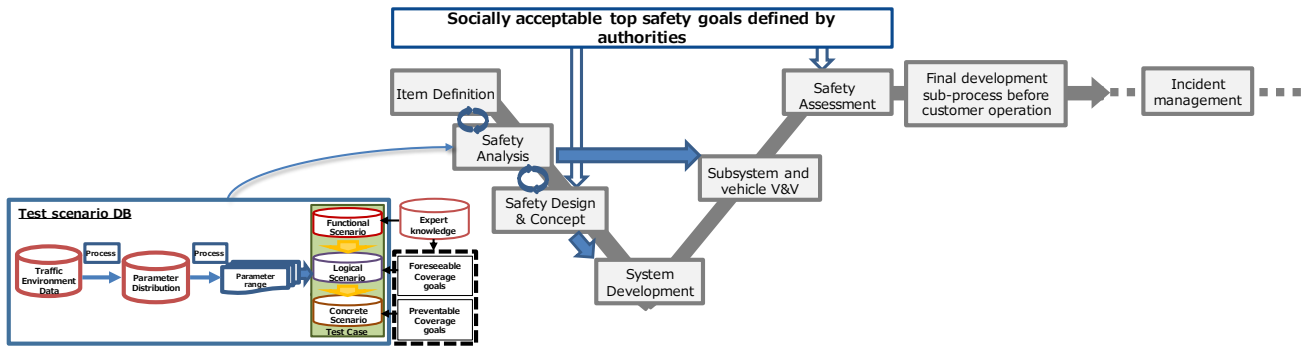 Socially acceptable top safety goals defined by
authorities
Item Definition
Safety
Analysis
Safety Design
& Concept
System
Development
Subsystem and
vehicle V&V
Safety
Assessment
Final development
sub-process before
customer operation
Incident
management
Test scenario DB
Traffic
Environment
Data
Process
Parameter
Distribution
Process
Parameter
range
Functional
Scenario
Logical
Scenario
Concrete
Scenario
Test Case
Expert
knowledge
Foreseeable
Coverage
goals
Preventable
Coverage
goals